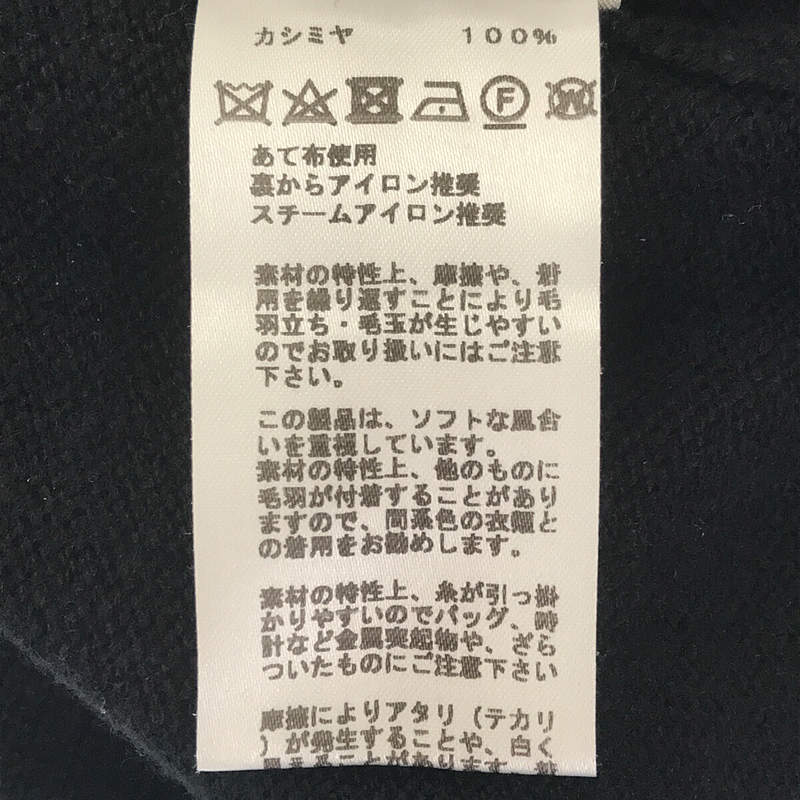 カシミヤ 100%
F W
あて布使用
裏からアイロン推奨
スチームアイロン推奨
素材の特性上、摩擦や、着
用を繰り返すことにより毛
羽立ち・毛玉が生じやすい
のでお取り扱いにはご注意
下さい。
この製品は、ソフトな風合
いを重視しています。
素材の特性上、他のものに
毛羽が付着することがあり
ますので、同系色の衣類と
の着用をお勧めします。
素材の特性上、糸が引っ掛
かりやすいのでバッグ、時
計など金属突起物や、ざら
ついたものにご注意下さい
摩擦によりアタリ（テカリ
）が発生することや、白く
見えることがあります。